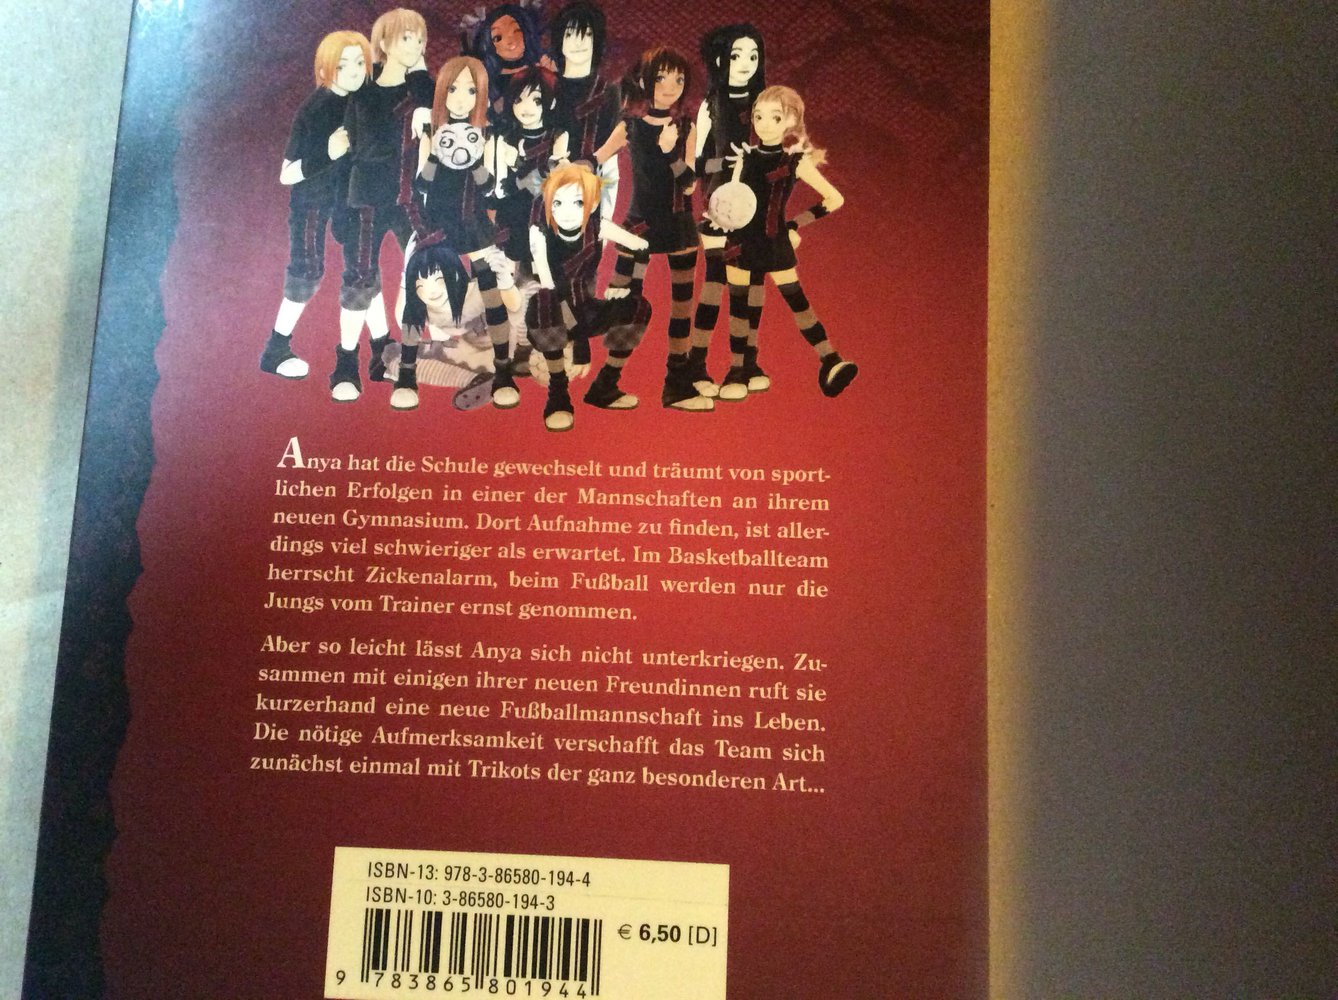 Anya hat die Schule gewechselt und träumt von sport-
lichen Erfolgen in einer der Mannschaften an ihrem
neuen Gymnasium. Dort Aufnahme zu finden, ist aller-
dings viel schwieriger als erwartet. Im Basketballteam
herrscht Zickenalarm, beim Fußball werden nur die
Jungs vom Trainer ernst genommen.
Aber so leicht lässt Anya sich nicht unterkriegen. Zu-
sammen mit einigen ihrer neuen Freundinnen ruft sie
kurzerhand eine neue Fußballmannschaft ins Leben.
Die nötige Aufmerksamkeit verschafft das Team sich
zunächst einmal mit Trikots der ganz besonderen Art...
ISBN-13: 978-3-86580-194-4
ISBN-10: 3-86580-194-3
€ 6,50 [D]
9 783865 801944